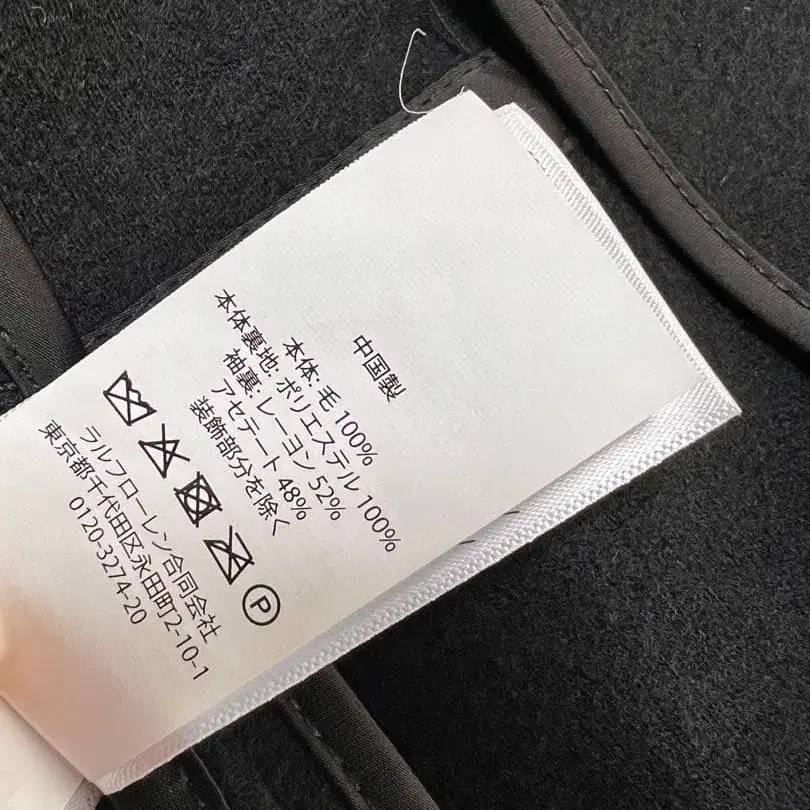 中国製
本体: 毛 100%
本体裏地: ポリエステル 100%
袖裏: レーヨン 52%
アセテート 48%
装飾部分を除く
P
ラルフローレン合同会社
東京都千代田区永田町2-10-1
0120-3274-20